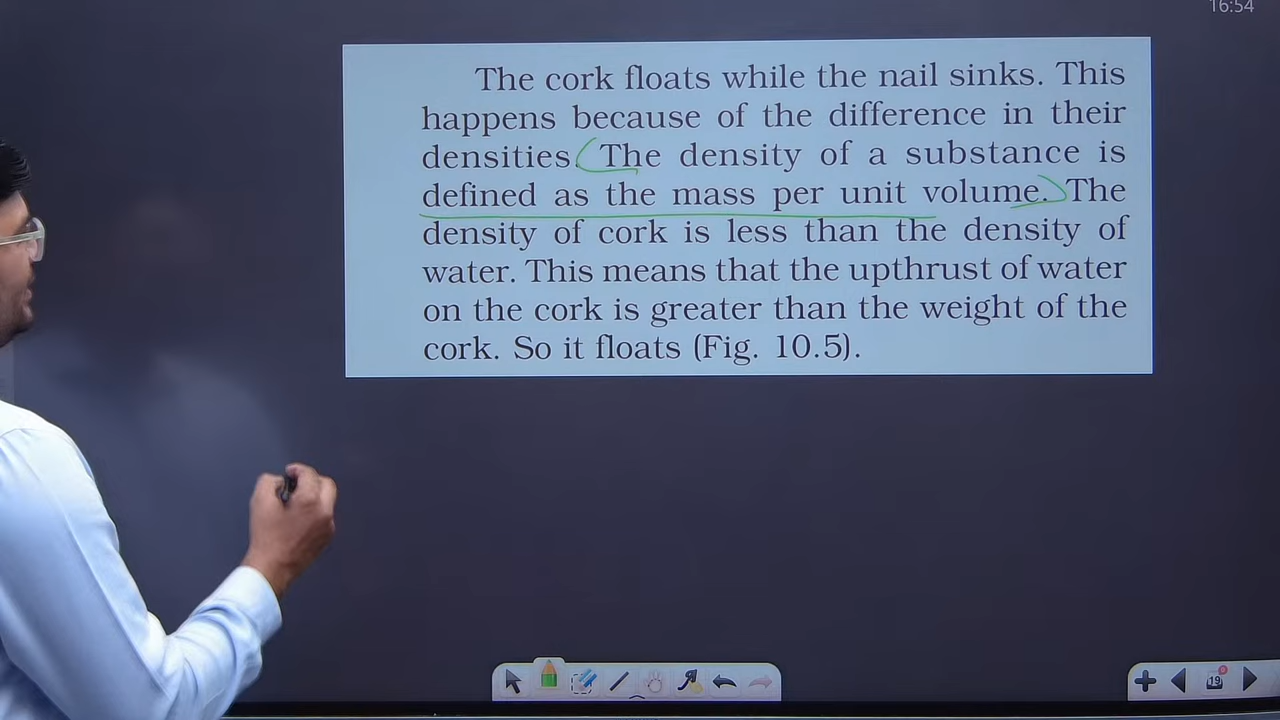 16:54
The cork floats while the nail sinks. This
happens because of the difference in their
densities. The density of a substance is
defined as the mass per unit volume. The
density of cork is less than the density of
water. This means that the upthrust of water
on the cork is greater than the weight of the
cork. So it floats (Fig. 10.5).
19